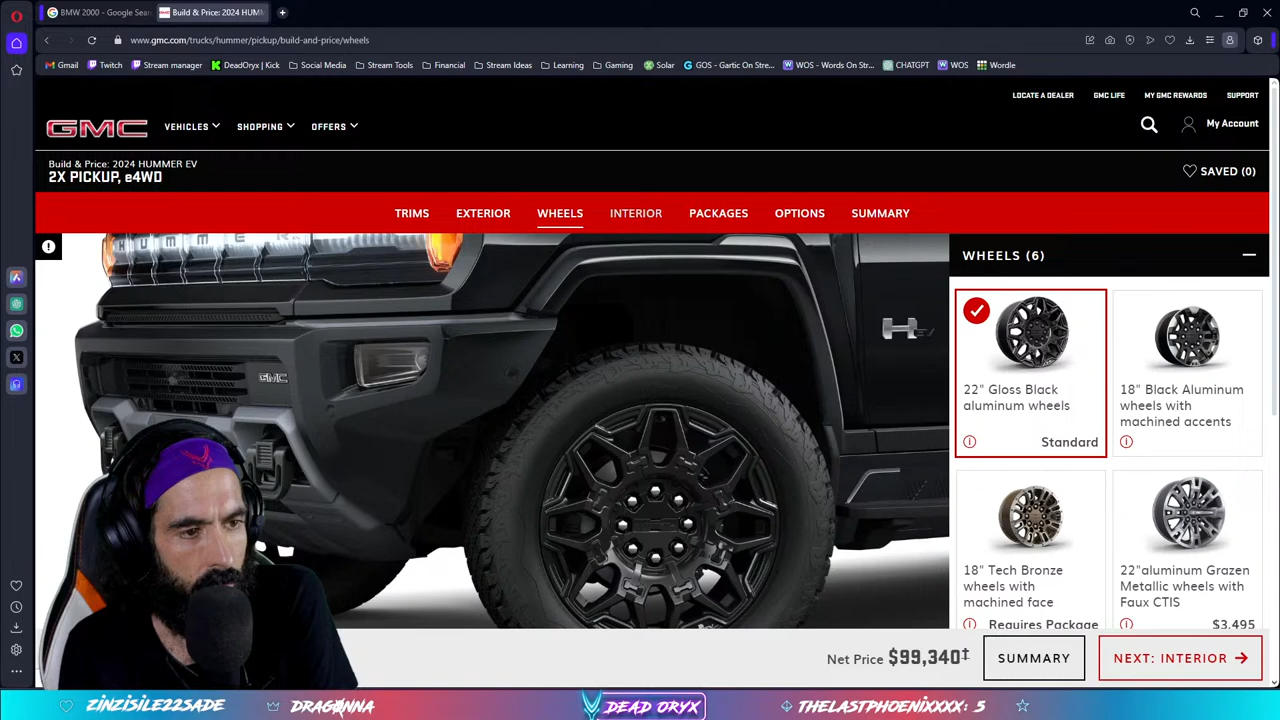 BMW 2000 - Google Sear
Build & Price: 2024 HUMM
www.gmc.com/trucks/hummer/pickup/build-and-price/wheels
Gmail
Twitch
Stream manager
DeadOryx | Kick
Social Media
Stream Tools
Financial
Stream Ideas
Learning
Gaming
Solar
GOS - Gartic On Stre...
WOS - Words On Stre...
CHATGPT
WOS
Wordle
LOCATE A DEALER
GMC LIFE
MY GMC REWARDS
SUPPORT
GMC
VEHICLES
SHOPPING
OFFERS
My Account
Build & Price: 2024 HUMMER EV
2X PICKUP, e4WD
SAVED (0)
TRIMS
EXTERIOR
WHEELS
INTERIOR
PACKAGES
OPTIONS
SUMMARY
GMC
WHEELS (6)
22" Gloss Black
aluminum wheels
Standard
18" Black Aluminum
wheels with
machined accents
18" Tech Bronze
wheels with
machined face
Requires Package
22"aluminum Grazen
Metallic wheels with
Faux CTIS
$3,495
Net Price $99,340‡
SUMMARY
NEXT: INTERIOR
ZINZISILE22SADE
DRAGONNA
DEAD ORYX
THELASTPHOENIXXXX: 5